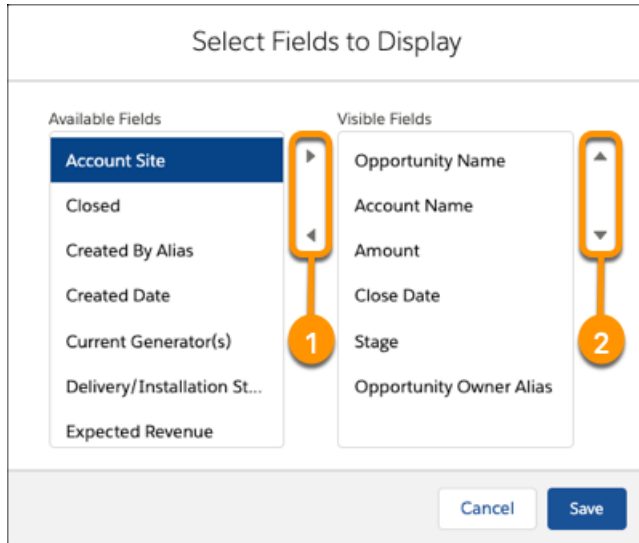 Select Fields to Display
Available Fields
Account Site
Closed
Created By Alias
Created Date
Current Generator(s)
Delivery/Installation St...
Expected Revenue
1
Visible Fields
Opportunity Name
Account Name
Amount
Close Date
Stage
Opportunity Owner Alias
2
Cancel
Save